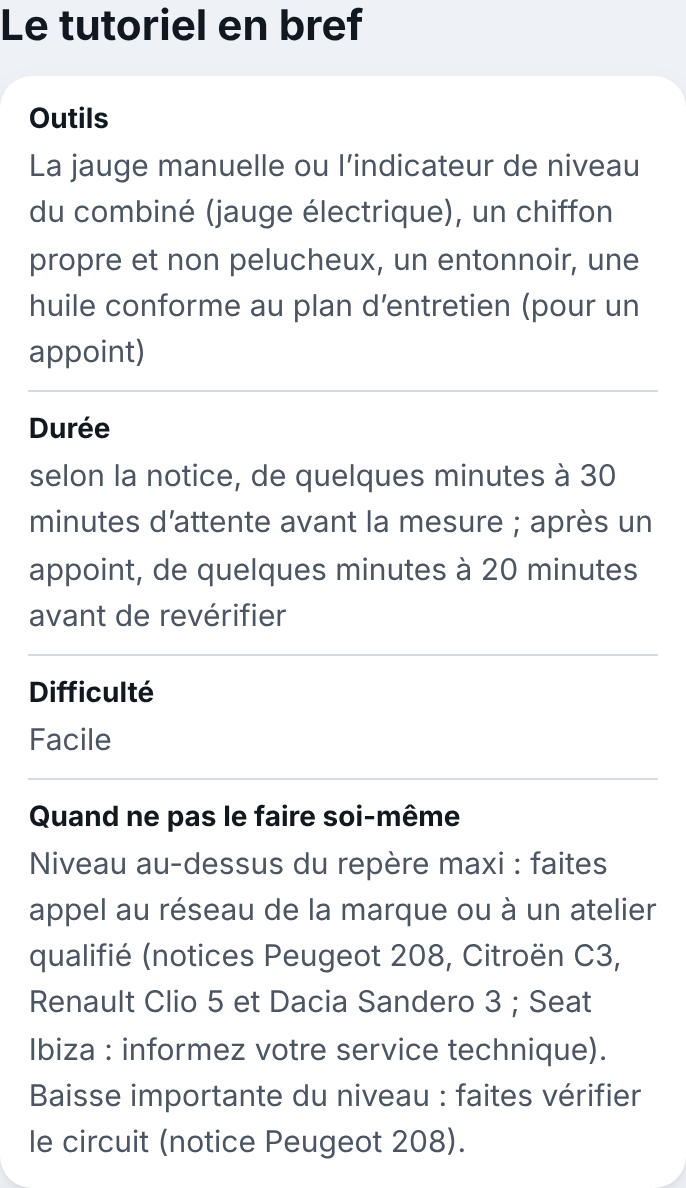 Le tutoriel en bref
Outils
La jauge manuelle ou l’indicateur de niveau
du combiné (jauge électrique), un chiffon
propre et non pelucheux, un entonnoir, une
huile conforme au plan d’entretien (pour un
appoint)
Durée
selon la notice, de quelques minutes à 30
minutes d’attente avant la mesure ; après un
appoint, de quelques minutes à 20 minutes
avant de revérifier
Difficulté
Facile
Quand ne pas le faire soi-même
Niveau au-dessus du repère maxi : faites
appel au réseau de la marque ou à un atelier
qualifié (notices Peugeot 208, Citroën C3,
Renault Clio 5 et Dacia Sandero 3 ; Seat
Ibiza : informez votre service technique).
Baisse importante du niveau : faites vérifier
le circuit (notice Peugeot 208).